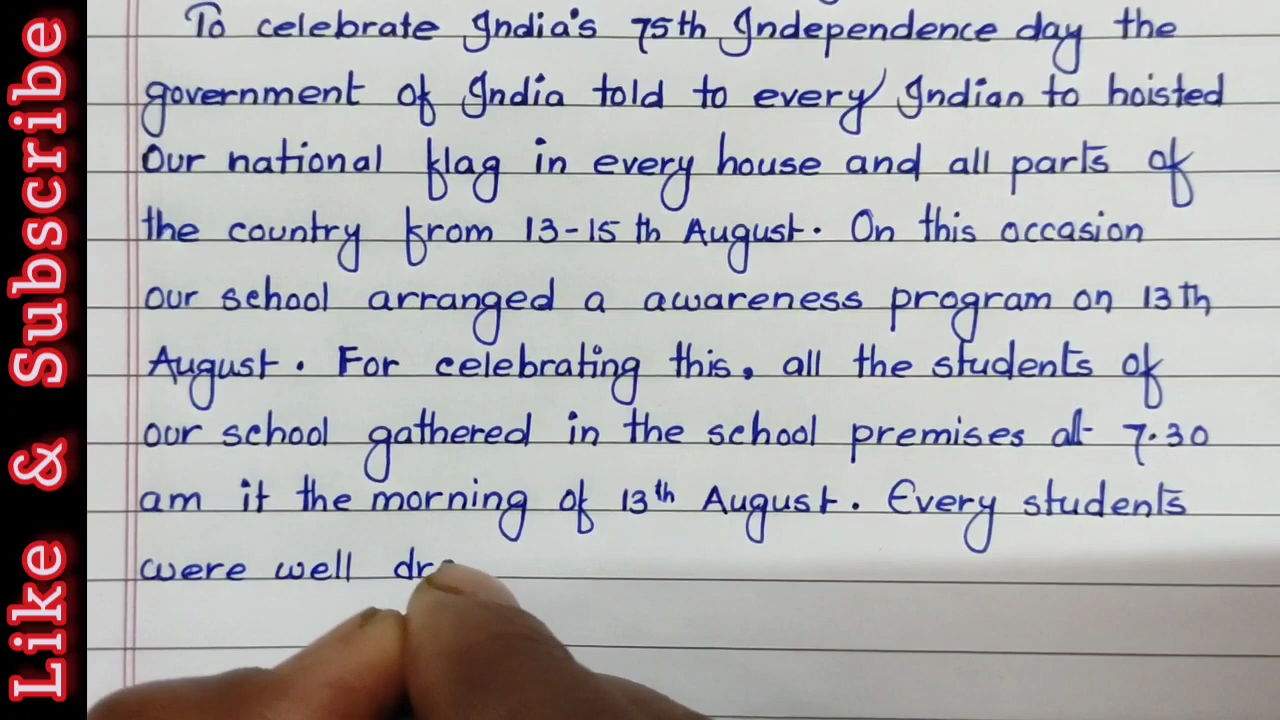 To celebrate India's 75th Independence day the
government of India told to every Indian to hoisted
Our national flag in every house and all parts of
the country from 13-15 th August. On this occasion
our school arranged a awareness program on 13th
August. For celebrating this, all the students of
our school gathered in the school premises at 7.30
am it the morning of 13th August. Every students
were well
Like & Subscribe